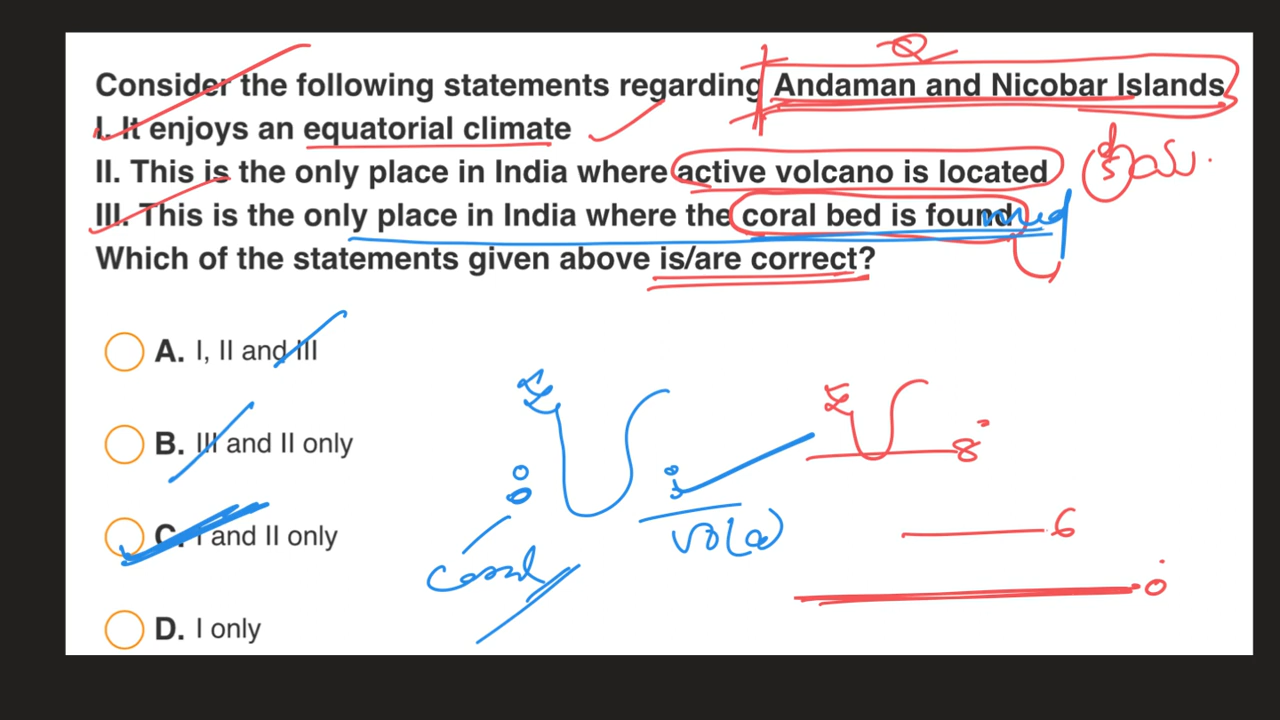 Consider the following statements regarding Andaman and Nicobar Islands
I. It enjoys an equatorial climate
II. This is the only place in India where active volcano is located
III. This is the only place in India where the coral bed is found
Which of the statements given above is/are correct?
A. I, II and III
B. III and II only
C. I and II only
D. I only
8°
6
0°